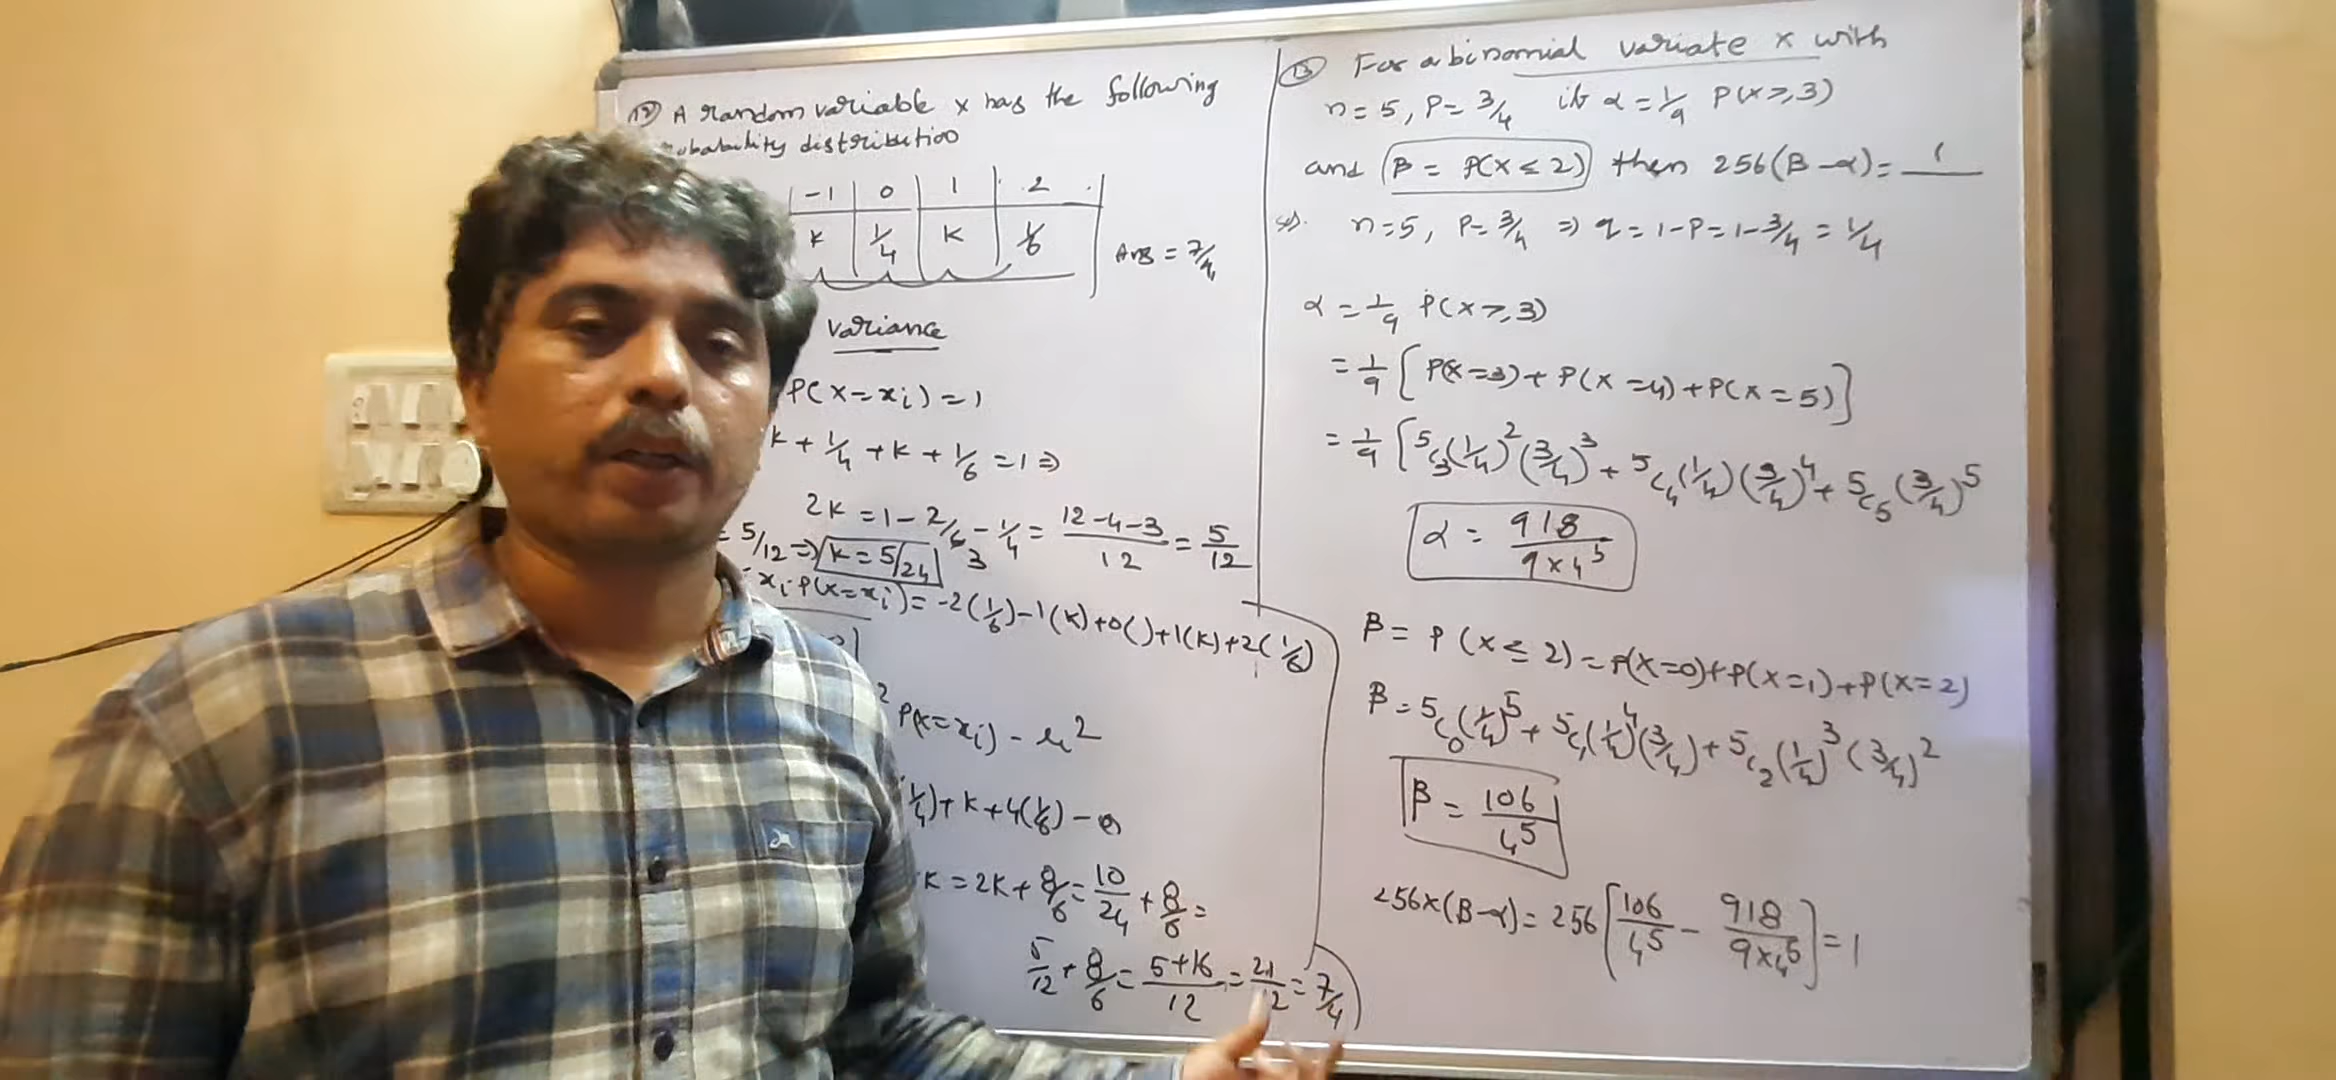 12) A random variable x has the following
probability distribution
-1 0 1 2
k 1/4 k 1/6
Ans = 7/4
variance
P(X = xi) = 1
k + 1/4 + k + 1/6 = 1 ⇒
2k = 1 - 2/6 - 1/4 = (12-4-3)/12 = 5/12
3
= 5/12 ⇒ k = 5/24
xi P(x = xi) = -2(1/6) - 1(k) + 0( ) + 1(k) + 2(1/6)
2 P(x = xi) - μ²
1/4) + k + 4(1/6) - 0
k = 2k + 8/6 = 10/24 + 8/6 =
5/12 + 8/6 = (5+16)/12 = 21/12 = 7/4
13) For a binomial variate x with
n = 5, P = 3/4 if α = 1/9 P(x ≥ 3)
and β = P(X ≤ 2) then 256(β - α) = 1
n = 5, P = 3/4 ⇒ q = 1 - P = 1 - 3/4 = 1/4
α = 1/9 P(x ≥ 3)
= 1/9 [P(X = 3) + P(X = 4) + P(X = 5)]
= 1/9 [⁵C₃(1/4)²(3/4)³ + ⁵C₄(1/4)(3/4)⁴ + ⁵C₅(3/4)⁵
α = 918/(9×4⁵)
β = P(X ≤ 2) = P(X = 0) + P(X = 1) + P(X = 2)
β = ⁵C₀(1/4)⁵ + ⁵C₁(1/4)⁴(3/4) + ⁵C₂(1/4)³(3/4)²
β = 106/4⁵
256×(β - α) = 256 [106/4⁵ - 918/(9×4⁵)] = 1